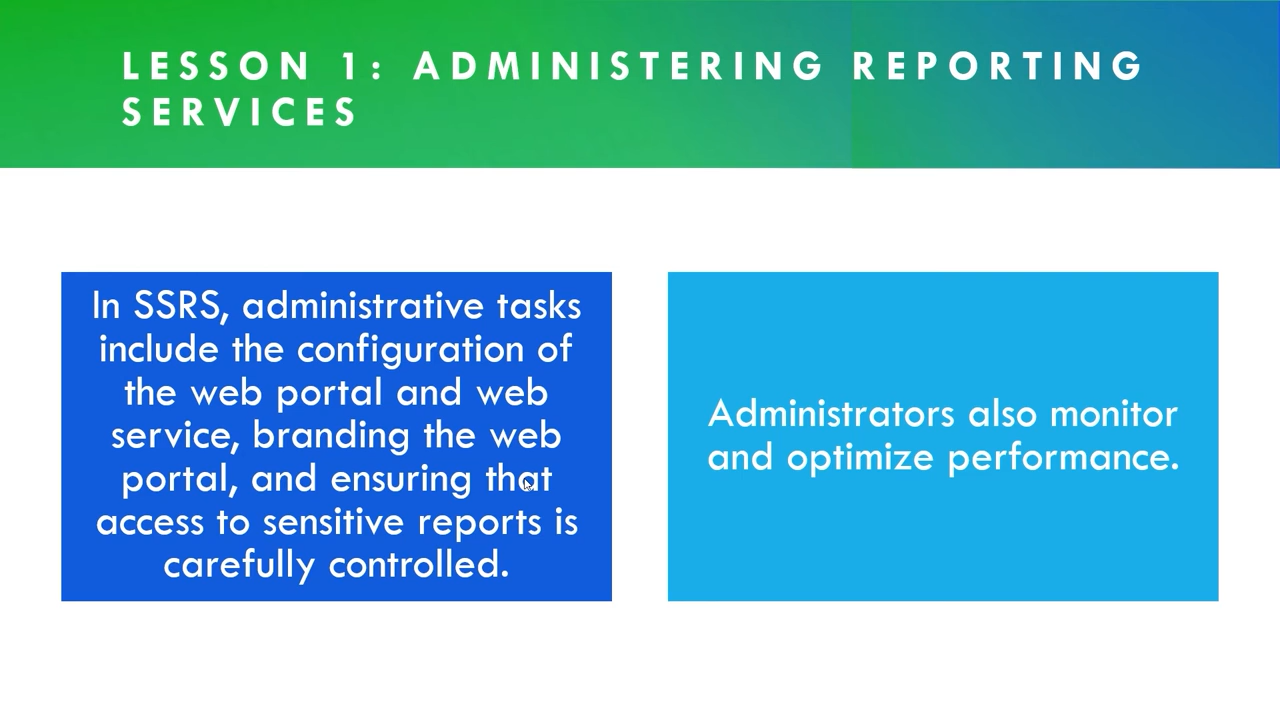 LESSON 1: ADMINISTERING REPORTING
SERVICES
In SSRS, administrative tasks
include the configuration of
the web portal and web
service, branding the web
portal, and ensuring that
access to sensitive reports is
carefully controlled.
Administrators also monitor
and optimize performance.